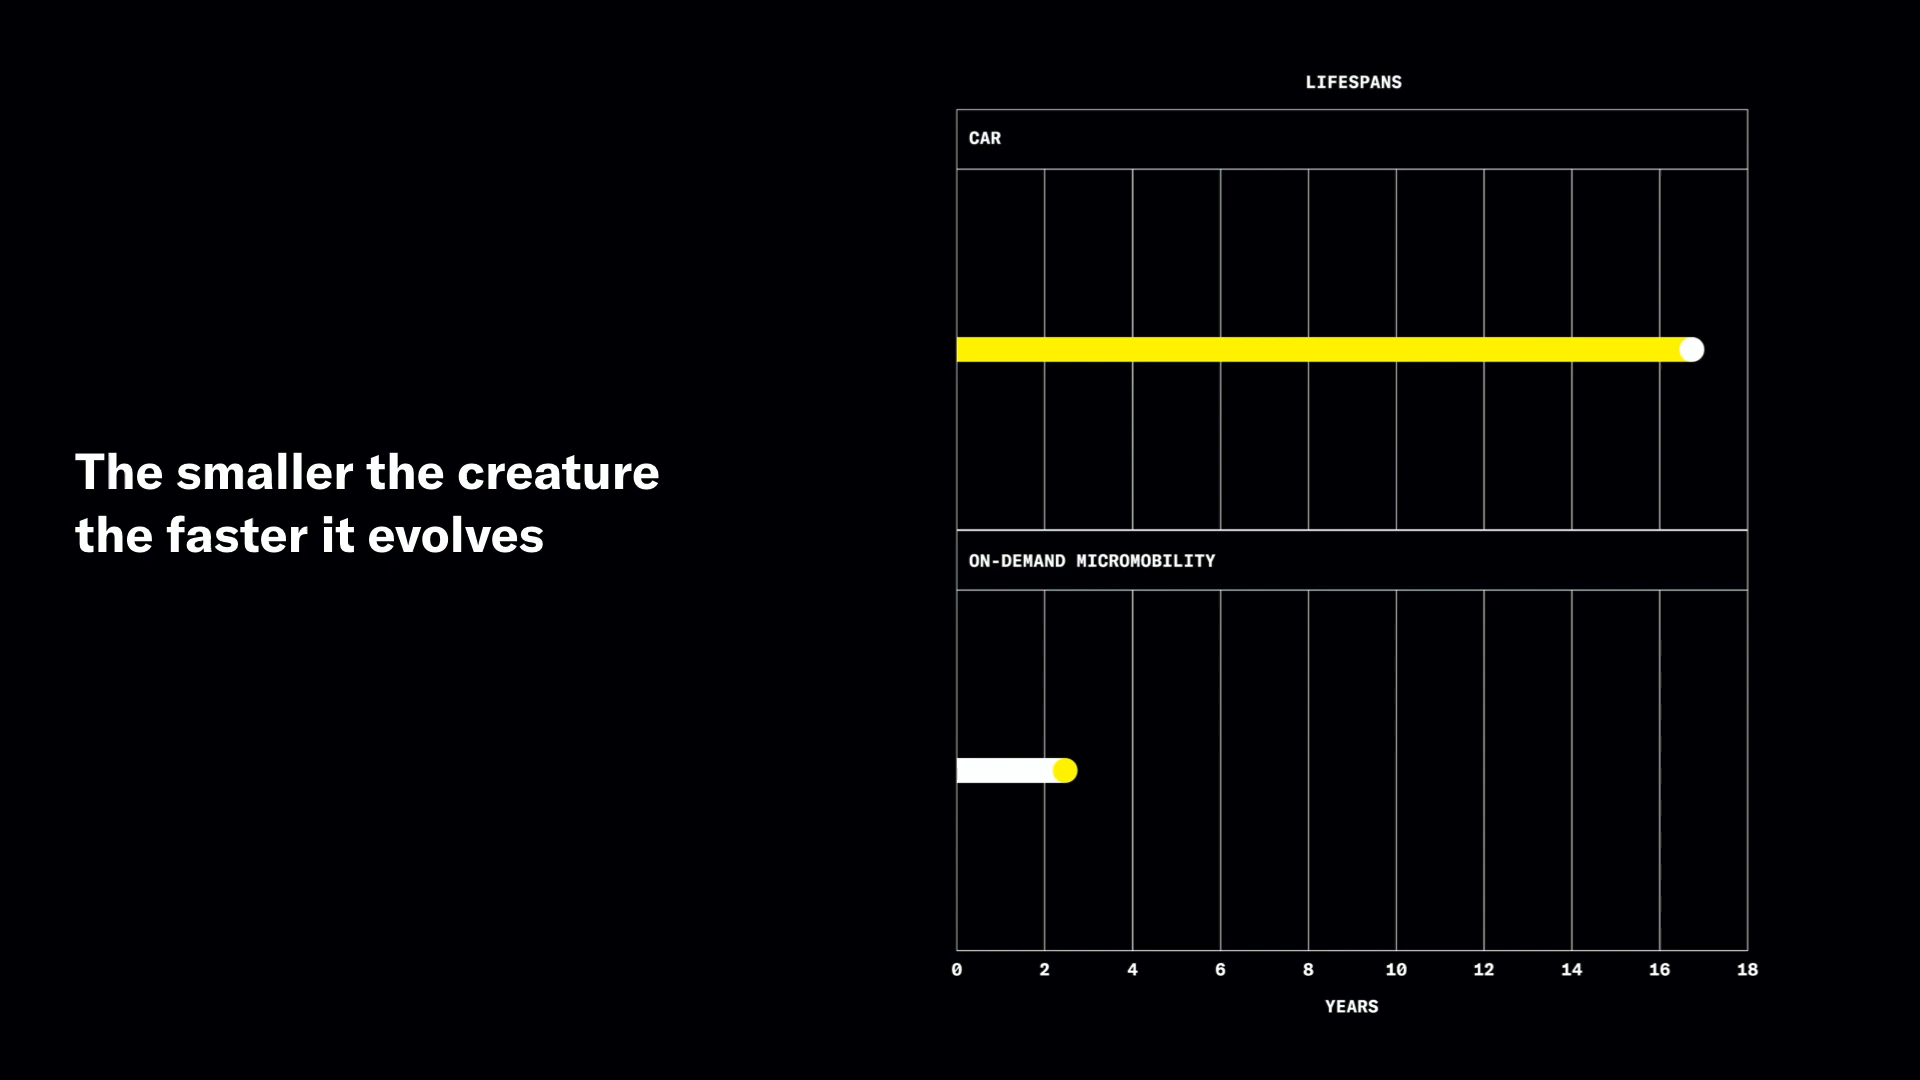 The smaller the creature
the faster it evolves
LIFESPANS
CAR
ON-DEMAND MICROMOBILITY
0 2 4 6 8 10 12 14 16 18
YEARS